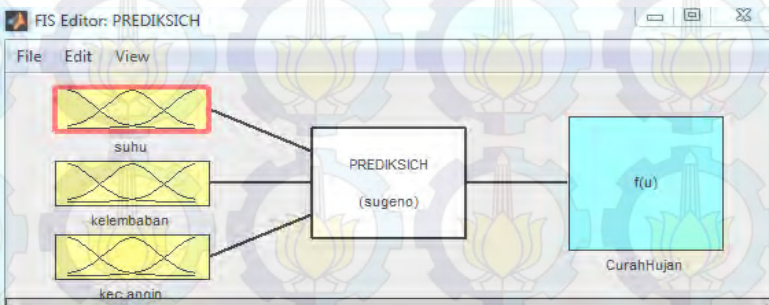 FIS Editor: PREDIKSICH
File Edit View
suhu
kelembaban
kec.angin
PREDIKSICH
(sugeno)
f(u)
CurahHujan